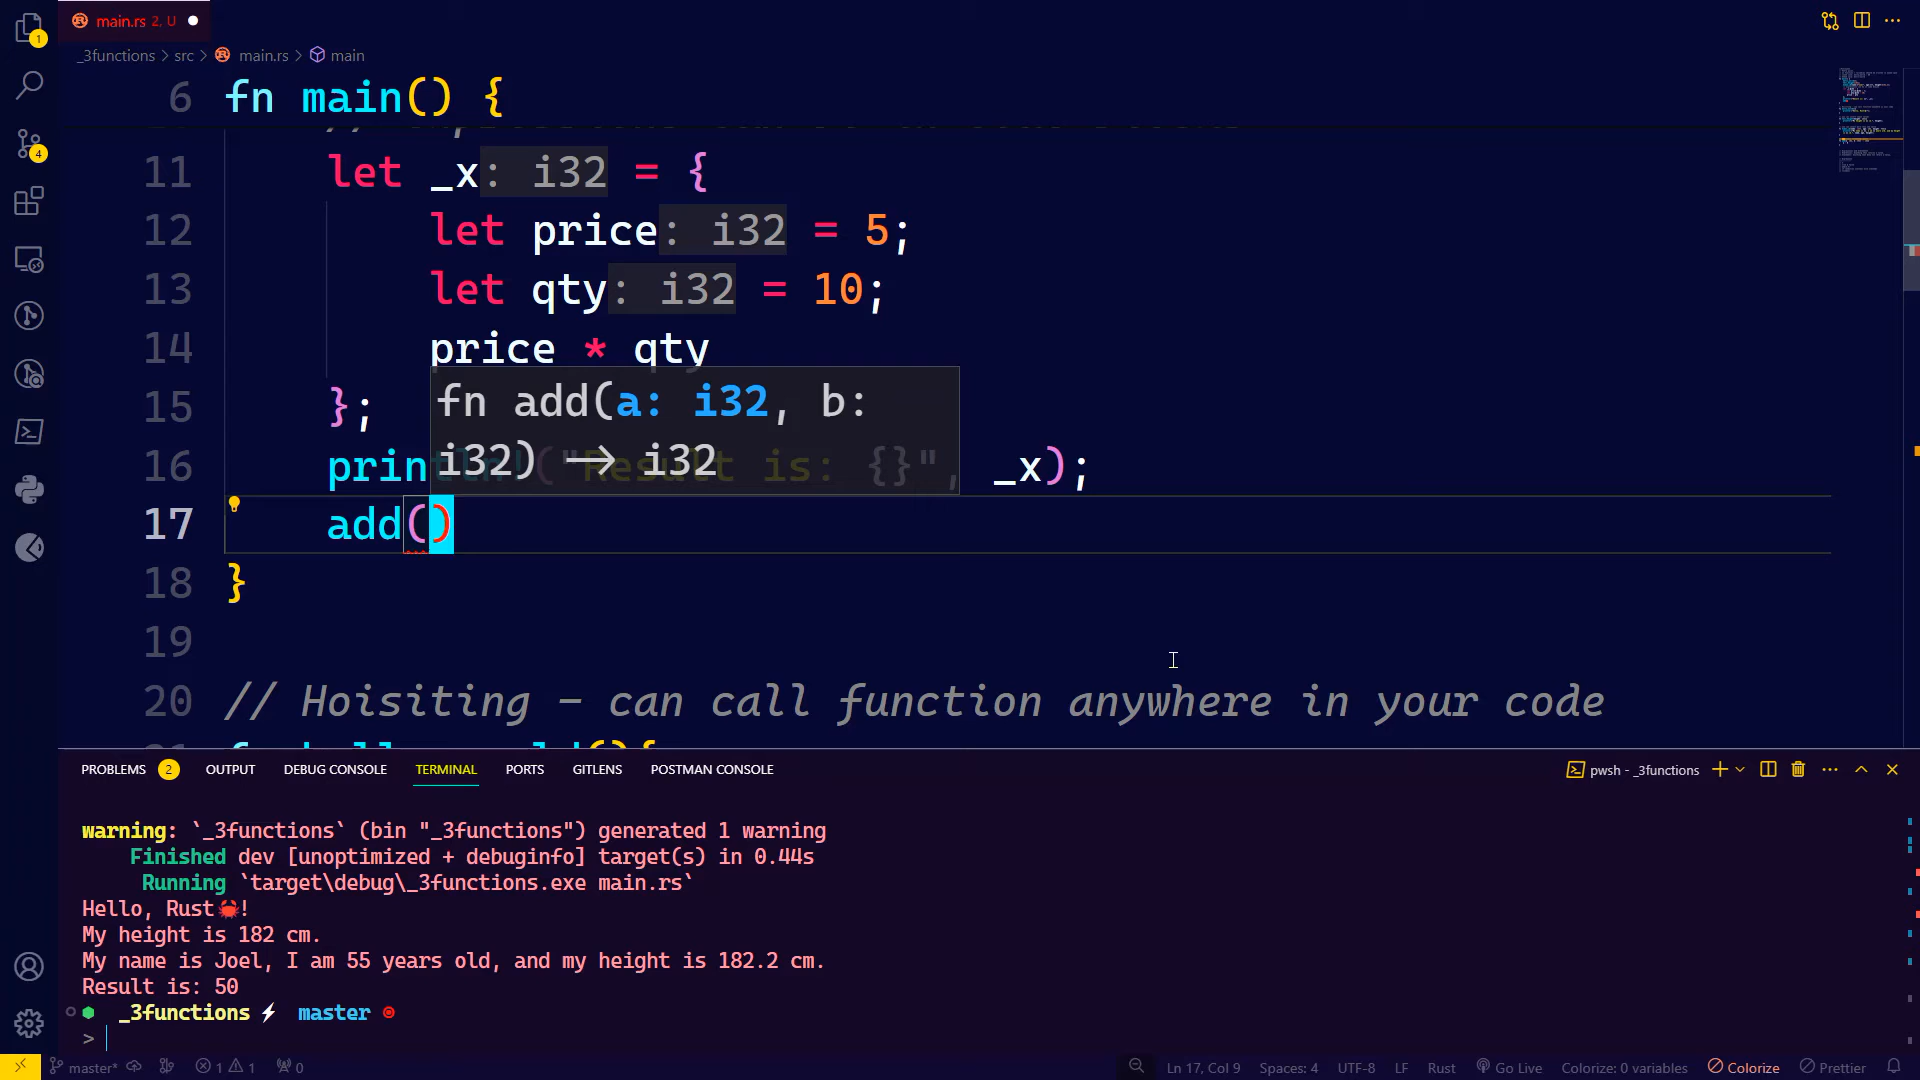 main.rs 2, U
_3functions > src > main.rs > main
6 fn main() {
11 let _x: i32 = {
12 let price: i32 = 5;
13 let qty: i32 = 10;
14 price * qty
15 };
fn add(a: i32, b:
i32) -> i32
16 println!("Result is: {}", _x);
17 add()
18 }
19
20 // Hoisiting - can call function anywhere in your code
PROBLEMS 2 OUTPUT DEBUG CONSOLE TERMINAL PORTS GITLENS POSTMAN CONSOLE pwsh - _3functions
warning: `_3functions` (bin "_3functions") generated 1 warning
Finished dev [unoptimized + debuginfo] target(s) in 0.44s
Running `target\debug\_3functions.exe main.rs`
Hello, Rust🦀!
My height is 182 cm.
My name is Joel, I am 55 years old, and my height is 182.2 cm.
Result is: 50
_3functions ⚡ master
>
master* 1 1 0 Ln 17, Col 9 Spaces: 4 UTF-8 LF Rust Go Live Colorize: 0 variables Colorize Prettier